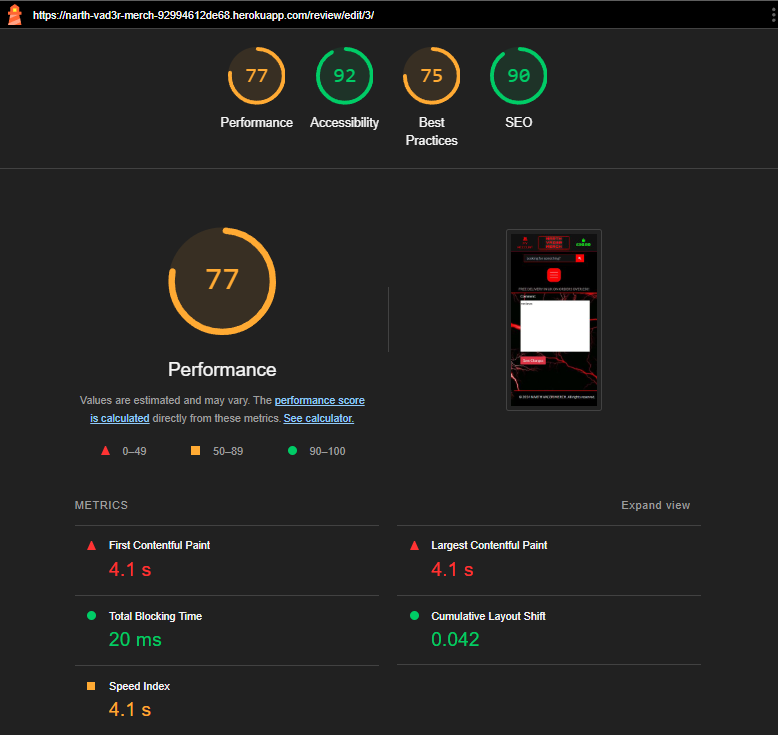 https://narth-vad3r-merch-92994612de68.herokuapp.com/review/edit/3/
77 92 75 90
Performance Accessibility Best Practices SEO
77
Performance
Values are estimated and may vary. The performance score
is calculated directly from these metrics. See calculator.
0–49 50–89 90–100
METRICS Expand view
First Contentful Paint Largest Contentful Paint
4.1 s 4.1 s
Total Blocking Time Cumulative Layout Shift
20 ms 0.042
Speed Index
4.1 s
Comment:
Save Changes